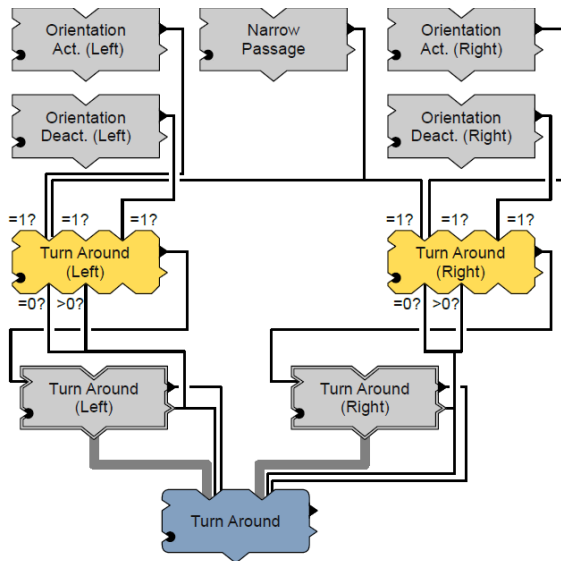 Orientation
Act. (Left)
Narrow
Passage
Orientation
Act. (Right)
Orientation
Deact. (Left)
Orientation
Deact. (Right)
=1? =1? =1?
=1? =1? =1?
Turn Around
(Left)
Turn Around
(Right)
=0? >0?
=0? >0?
Turn Around
(Left)
Turn Around
(Right)
Turn Around